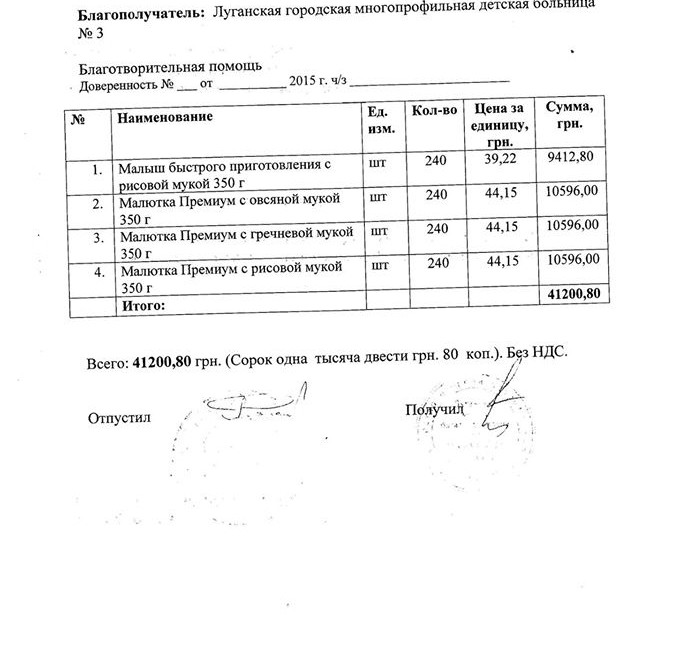 Благополучатель: Луганская городская многопрофильная детская больница
№ 3
Благотворительная помощь
Доверенность № ___ от __________ 2015 г. ч/з ______________________
№ Наименование Ед. изм. Кол-во Цена за единицу, грн. Сумма, грн.
1. Малыш быстрого приготовления с шт 240 39,22 9412,80
рисовой мукой 350 г
2. Малютка Премиум с овсяной мукой шт 240 44,15 10596,00
350 г
3. Малютка Премиум с гречневой мукой шт 240 44,15 10596,00
350 г
4. Малютка Премиум с рисовой мукой шт 240 44,15 10596,00
350 г
Итого: 41200,80
Всего: 41200,80 грн. (Сорок одна тысяча двести грн. 80 коп.). Без НДС.
Отпустил Получил